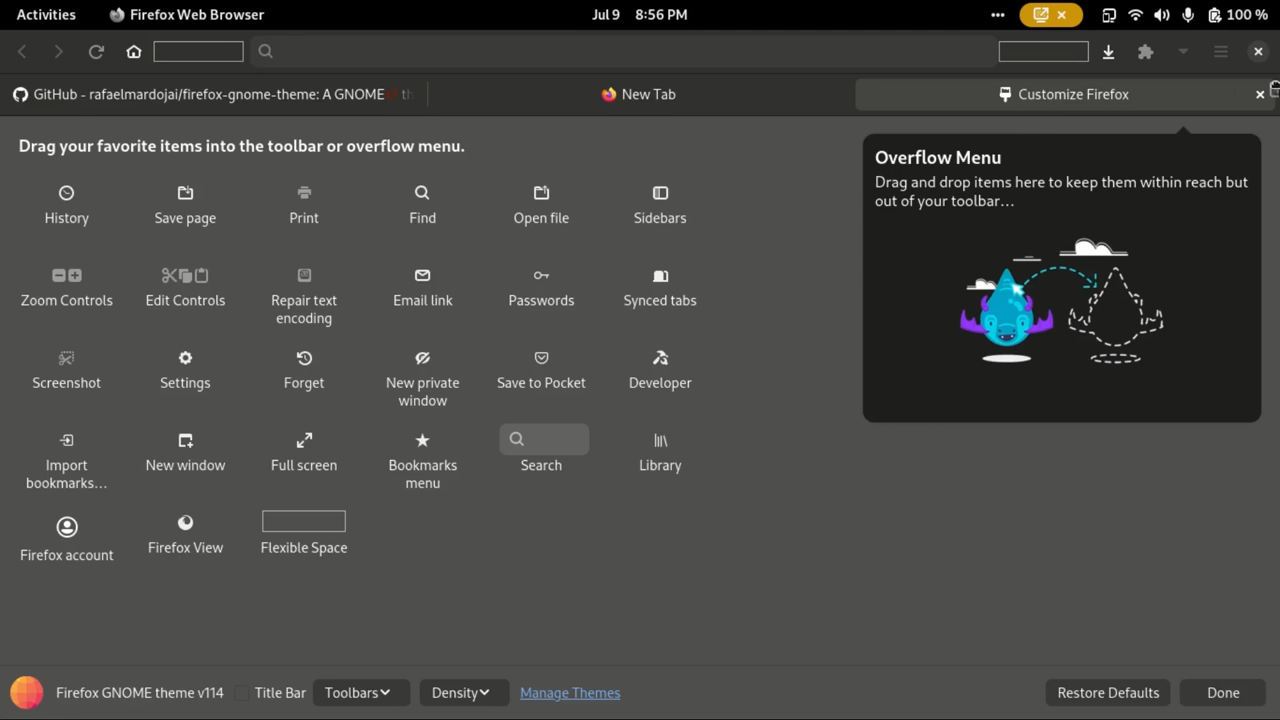 Activities Firefox Web Browser Jul 9 8:56 PM 100 %
GitHub - rafaelmardojai/firefox-gnome-theme: A GNOME th New Tab Customize Firefox
Drag your favorite items into the toolbar or overflow menu.
History Save page Print Find Open file Sidebars
Zoom Controls Edit Controls Repair text encoding Email link Passwords Synced tabs
Screenshot Settings Forget New private window Save to Pocket Developer
Import bookmarks... New window Full screen Bookmarks menu Search Library
Firefox account Firefox View Flexible Space
Overflow Menu
Drag and drop items here to keep them within reach but
out of your toolbar...
Firefox GNOME theme v114 Title Bar Toolbars Density Manage Themes Restore Defaults Done